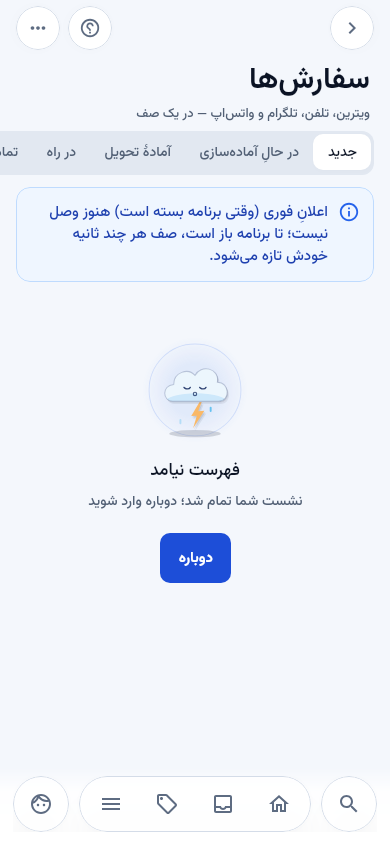 سفارش‌ها
ویترین، تلفن، تلگرام و واتس‌اپ — در یک صف
جدید
در حالِ آماده‌سازی
آمادهٔ تحویل
در راه
اعلانِ فوری (وقتی برنامه بسته است) هنوز وصل
نیست؛ تا برنامه باز است، صف هر چند ثانیه
خودش تازه می‌شود.
فهرست نیامد
نشست شما تمام شد؛ دوباره وارد شوید
دوباره